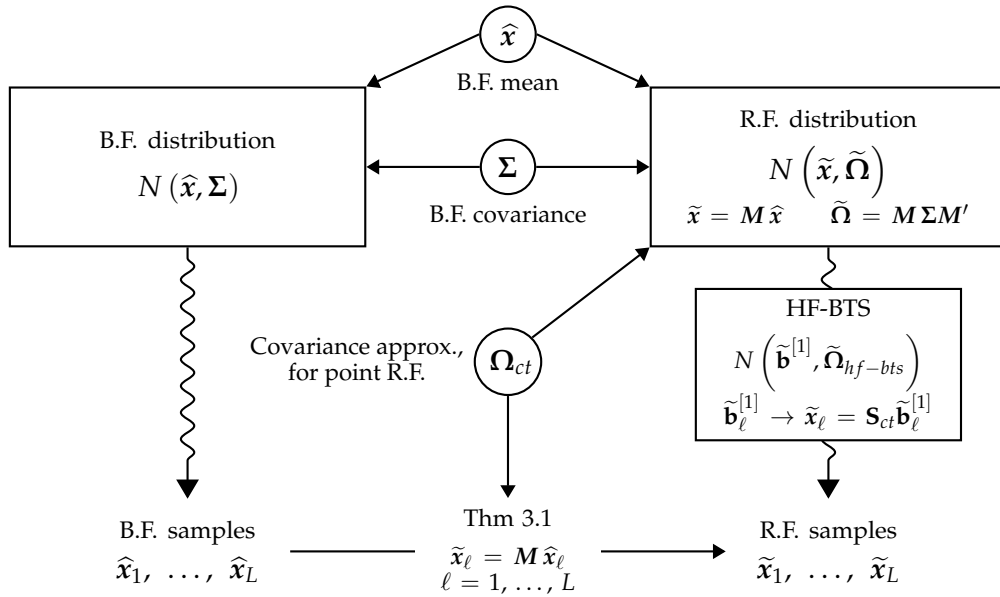 x̂
B.F. mean
B.F. distribution
N (x̂, Σ)
Σ
B.F. covariance
R.F. distribution
N (x̃, Ω̃)
x̃ = M x̂ Ω̃ = M Σ M′
Covariance approx.,
for point R.F.
Ω_ct
HF-BTS
N (b̃^[1], Ω̃_hf−bts)
b̃_ℓ^[1] → x̃_ℓ = S_ct b̃_ℓ^[1]
B.F. samples
x̂_1, …, x̂_L
Thm 3.1
x̃_ℓ = M x̂_ℓ
ℓ = 1, …, L
R.F. samples
x̃_1, …, x̃_L